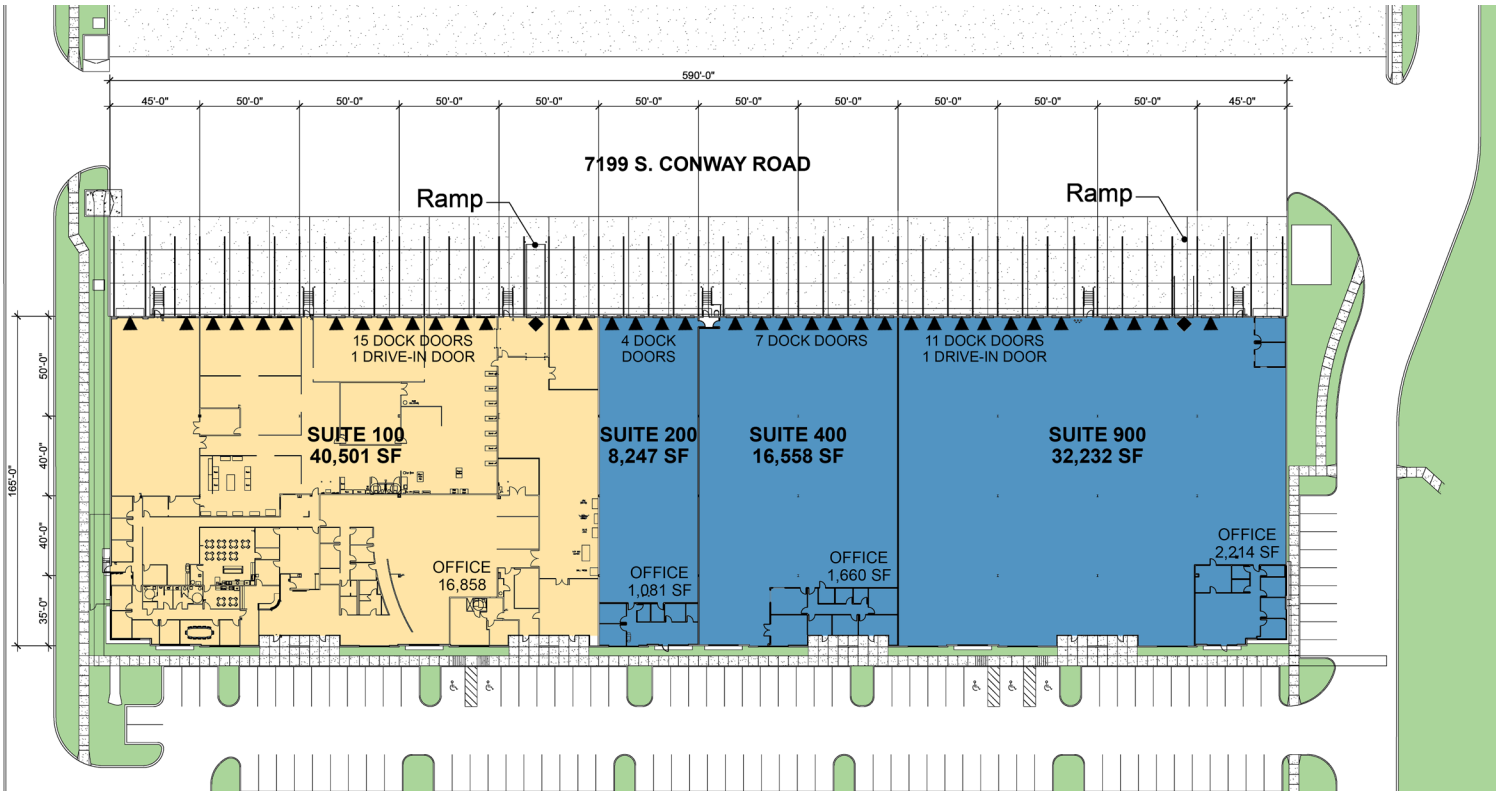 590'-0"
45'-0" 50'-0" 50'-0" 50'-0" 50'-0" 50'-0" 50'-0" 50'-0" 50'-0" 50'-0" 50'-0" 45'-0"
7199 S. CONWAY ROAD
Ramp
Ramp
15 DOCK DOORS
1 DRIVE-IN DOOR
4 DOCK
DOORS
7 DOCK DOORS
11 DOCK DOORS
1 DRIVE-IN DOOR
50'-0"
40'-0"
165'-0"
40'-0"
35'-0"
SUITE 100
40,501 SF
SUITE 200
8,247 SF
SUITE 400
16,558 SF
SUITE 900
32,232 SF
OFFICE
16,858
OFFICE
1,081 SF
OFFICE
1,660 SF
OFFICE
2,214 SF